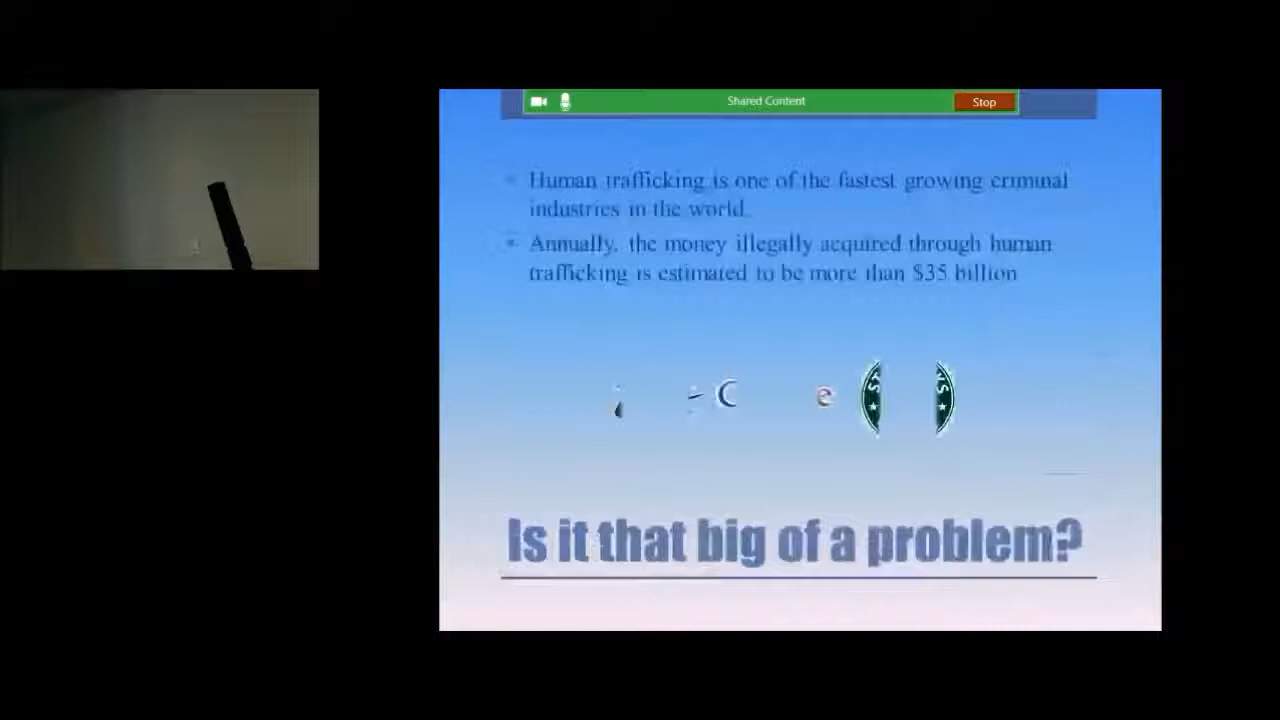 Shared Content
Stop
Human trafficking is one of the fastest growing criminal
industries in the world.
Annually, the money illegally acquired through human
trafficking is estimated to be more than $35 billion
C
e
Is it that big of a problem?